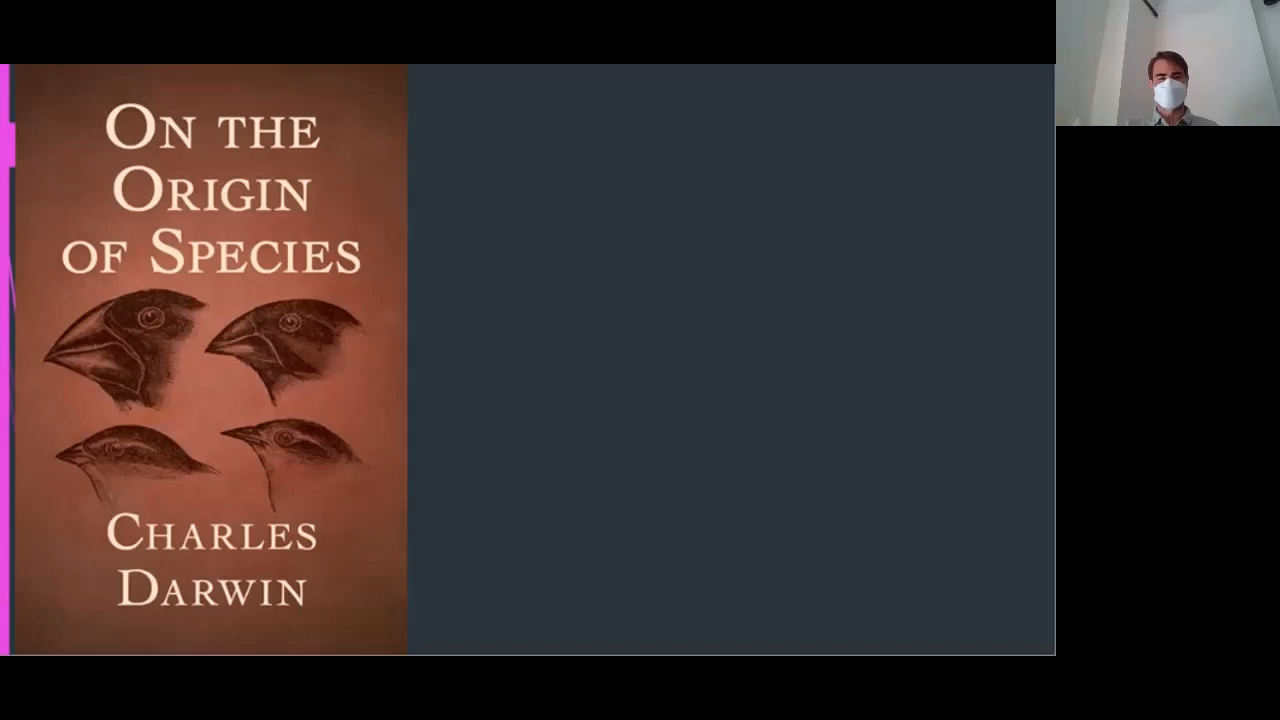 On the
Origin
of Species
Charles
Darwin